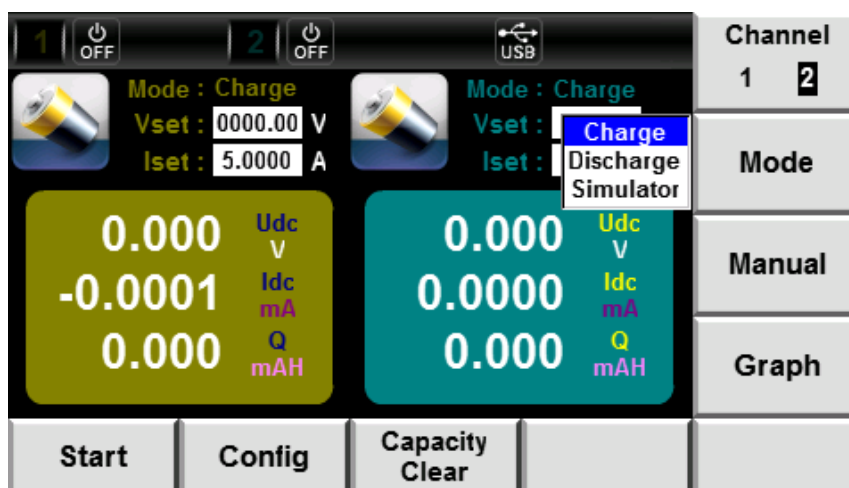 1 OFF 2 OFF USB
Channel
1 2
Mode : Charge
Vset : 0000.00 V
Iset : 5.0000 A
Mode : Charge
Vset :
Iset :
Charge
Discharge
Simulator
Mode
0.000 Udc V
-0.0001 Idc mA
0.000 Q mAH
0.000 Udc V
0.0000 Idc mA
0.000 Q mAH
Manual
Graph
Start
Config
Capacity
Clear